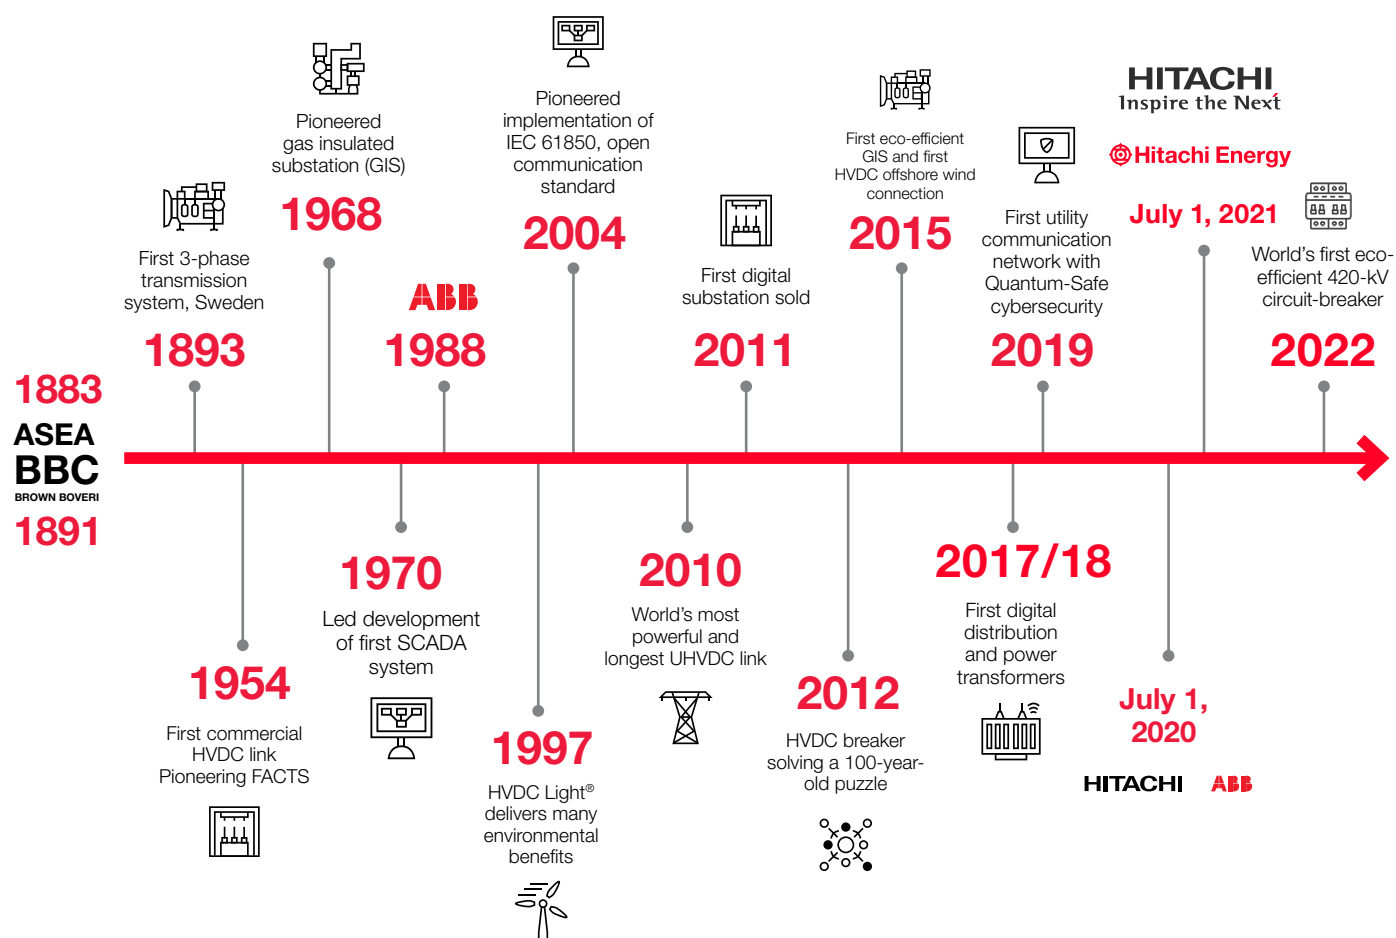 1883
ASEA
BBC
BROWN BOVERI
1891
First 3-phase
transmission
system, Sweden
1893
First commercial
HVDC link
Pioneering FACTS
1954
Pioneered
gas insulated
substation (GIS)
1968
1970
Led development
of first SCADA
system
ABB
1988
1997
HVDC Light®
delivers many
environmental
benefits
Pioneered
implementation of
IEC 61850, open
communication
standard
2004
2010
World's most
powerful and
longest UHVDC link
First digital
substation sold
2011
2012
HVDC breaker
solving a 100-year-
old puzzle
First eco-efficient
GIS and first
HVDC offshore wind
connection
2015
2017/18
First digital
distribution
and power
transformers
First utility
communication
network with
Quantum-Safe
cybersecurity
2019
July 1,
2020
HITACHI ABB
HITACHI
Inspire the Next
Hitachi Energy
July 1, 2021
World's first eco-
efficient 420-kV
circuit-breaker
2022